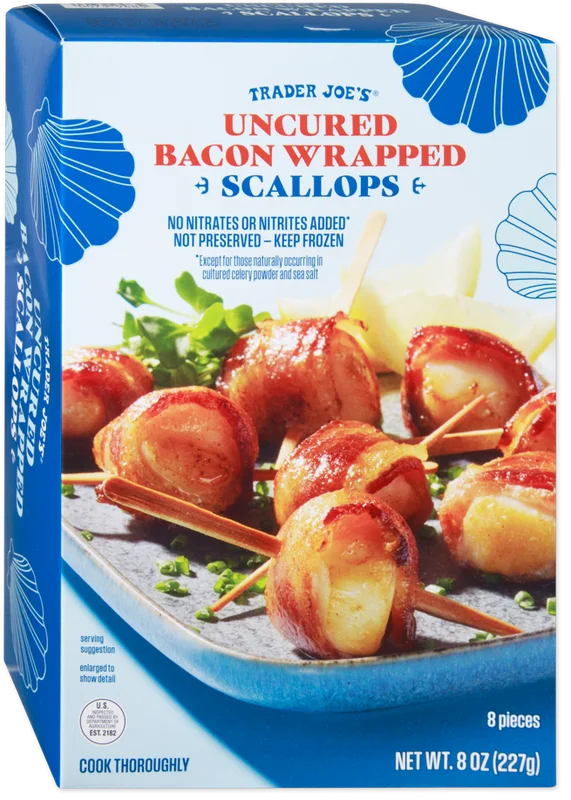 TRADER JOE'S®
UNCURED
BACON WRAPPED
SCALLOPS
NO NITRATES OR NITRITES ADDED*
NOT PRESERVED – KEEP FROZEN
*Except for those naturally occurring in
cultured celery powder and sea salt
TRADER JOE'S
UNCURED
BACON WRAPPED
SCALLOPS
serving
suggestion
enlarged to
show detail
U.S.
INSPECTED
AND PASSED BY
DEPARTMENT OF
AGRICULTURE
EST. 2182
COOK THOROUGHLY
8 pieces
NET WT. 8 OZ (227g)